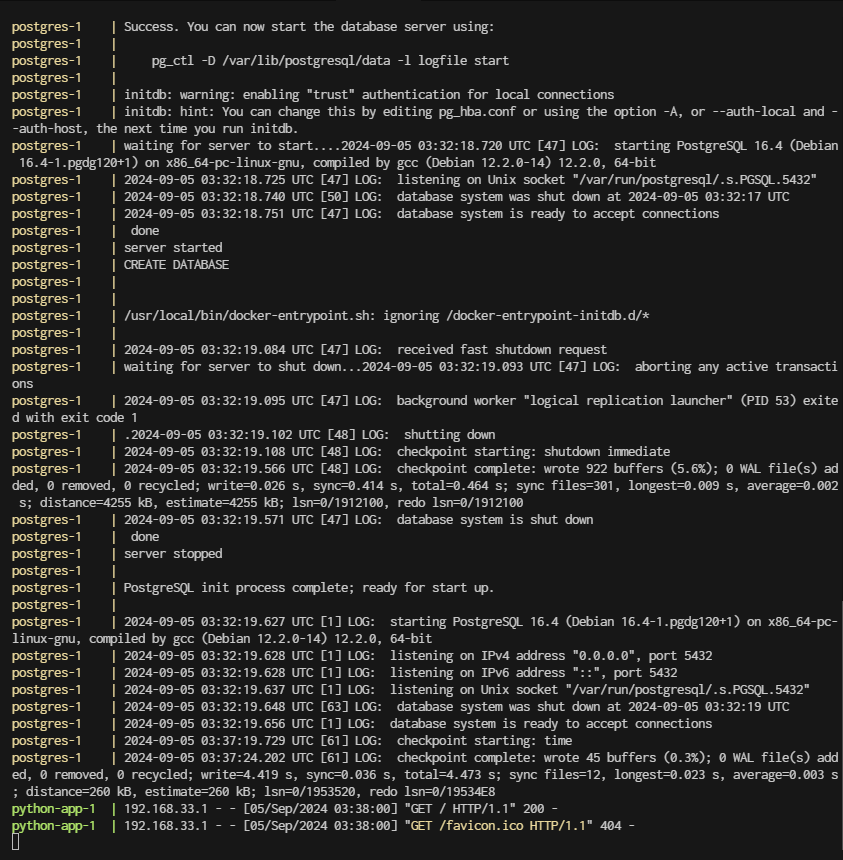 postgres-1    | Success. You can now start the database server using:
postgres-1    |
postgres-1    |     pg_ctl -D /var/lib/postgresql/data -l logfile start
postgres-1    |
postgres-1    | initdb: warning: enabling "trust" authentication for local connections
postgres-1    | initdb: hint: You can change this by editing pg_hba.conf or using the option -A, or --auth-local and -
-auth-host, the next time you run initdb.
postgres-1    | waiting for server to start....2024-09-05 03:32:18.720 UTC [47] LOG:  starting PostgreSQL 16.4 (Debian
 16.4-1.pgdg120+1) on x86_64-pc-linux-gnu, compiled by gcc (Debian 12.2.0-14) 12.2.0, 64-bit
postgres-1    | 2024-09-05 03:32:18.725 UTC [47] LOG:  listening on Unix socket "/var/run/postgresql/.s.PGSQL.5432"
postgres-1    | 2024-09-05 03:32:18.740 UTC [50] LOG:  database system was shut down at 2024-09-05 03:32:17 UTC
postgres-1    | 2024-09-05 03:32:18.751 UTC [47] LOG:  database system is ready to accept connections
postgres-1    |  done
postgres-1    | server started
postgres-1    | CREATE DATABASE
postgres-1    |
postgres-1    |
postgres-1    | /usr/local/bin/docker-entrypoint.sh: ignoring /docker-entrypoint-initdb.d/*
postgres-1    |
postgres-1    | 2024-09-05 03:32:19.084 UTC [47] LOG:  received fast shutdown request
postgres-1    | waiting for server to shut down...2024-09-05 03:32:19.093 UTC [47] LOG:  aborting any active transacti
ons
postgres-1    | 2024-09-05 03:32:19.095 UTC [47] LOG:  background worker "logical replication launcher" (PID 53) exite
d with exit code 1
postgres-1    | .2024-09-05 03:32:19.102 UTC [48] LOG:  shutting down
postgres-1    | 2024-09-05 03:32:19.108 UTC [48] LOG:  checkpoint starting: shutdown immediate
postgres-1    | 2024-09-05 03:32:19.566 UTC [48] LOG:  checkpoint complete: wrote 922 buffers (5.6%); 0 WAL file(s) ad
ded, 0 removed, 0 recycled; write=0.026 s, sync=0.414 s, total=0.464 s; sync files=301, longest=0.009 s, average=0.002
 s; distance=4255 kB, estimate=4255 kB; lsn=0/1912100, redo lsn=0/1912100
postgres-1    | 2024-09-05 03:32:19.571 UTC [47] LOG:  database system is shut down
postgres-1    |  done
postgres-1    | server stopped
postgres-1    |
postgres-1    | PostgreSQL init process complete; ready for start up.
postgres-1    |
postgres-1    | 2024-09-05 03:32:19.627 UTC [1] LOG:  starting PostgreSQL 16.4 (Debian 16.4-1.pgdg120+1) on x86_64-pc-
linux-gnu, compiled by gcc (Debian 12.2.0-14) 12.2.0, 64-bit
postgres-1    | 2024-09-05 03:32:19.628 UTC [1] LOG:  listening on IPv4 address "0.0.0.0", port 5432
postgres-1    | 2024-09-05 03:32:19.628 UTC [1] LOG:  listening on IPv6 address "::", port 5432
postgres-1    | 2024-09-05 03:32:19.637 UTC [1] LOG:  listening on Unix socket "/var/run/postgresql/.s.PGSQL.5432"
postgres-1    | 2024-09-05 03:32:19.648 UTC [63] LOG:  database system was shut down at 2024-09-05 03:32:19 UTC
postgres-1    | 2024-09-05 03:32:19.656 UTC [1] LOG:  database system is ready to accept connections
postgres-1    | 2024-09-05 03:37:19.729 UTC [61] LOG:  checkpoint starting: time
postgres-1    | 2024-09-05 03:37:24.202 UTC [61] LOG:  checkpoint complete: wrote 45 buffers (0.3%); 0 WAL file(s) add
ed, 0 removed, 0 recycled; write=4.419 s, sync=0.036 s, total=4.473 s; sync files=12, longest=0.023 s, average=0.003 s
; distance=260 kB, estimate=260 kB; lsn=0/1953520, redo lsn=0/19534E8
python-app-1  | 192.168.33.1 - - [05/Sep/2024 03:38:00] "GET / HTTP/1.1" 200 -
python-app-1  | 192.168.33.1 - - [05/Sep/2024 03:38:00] "GET /favicon.ico HTTP/1.1" 404 -